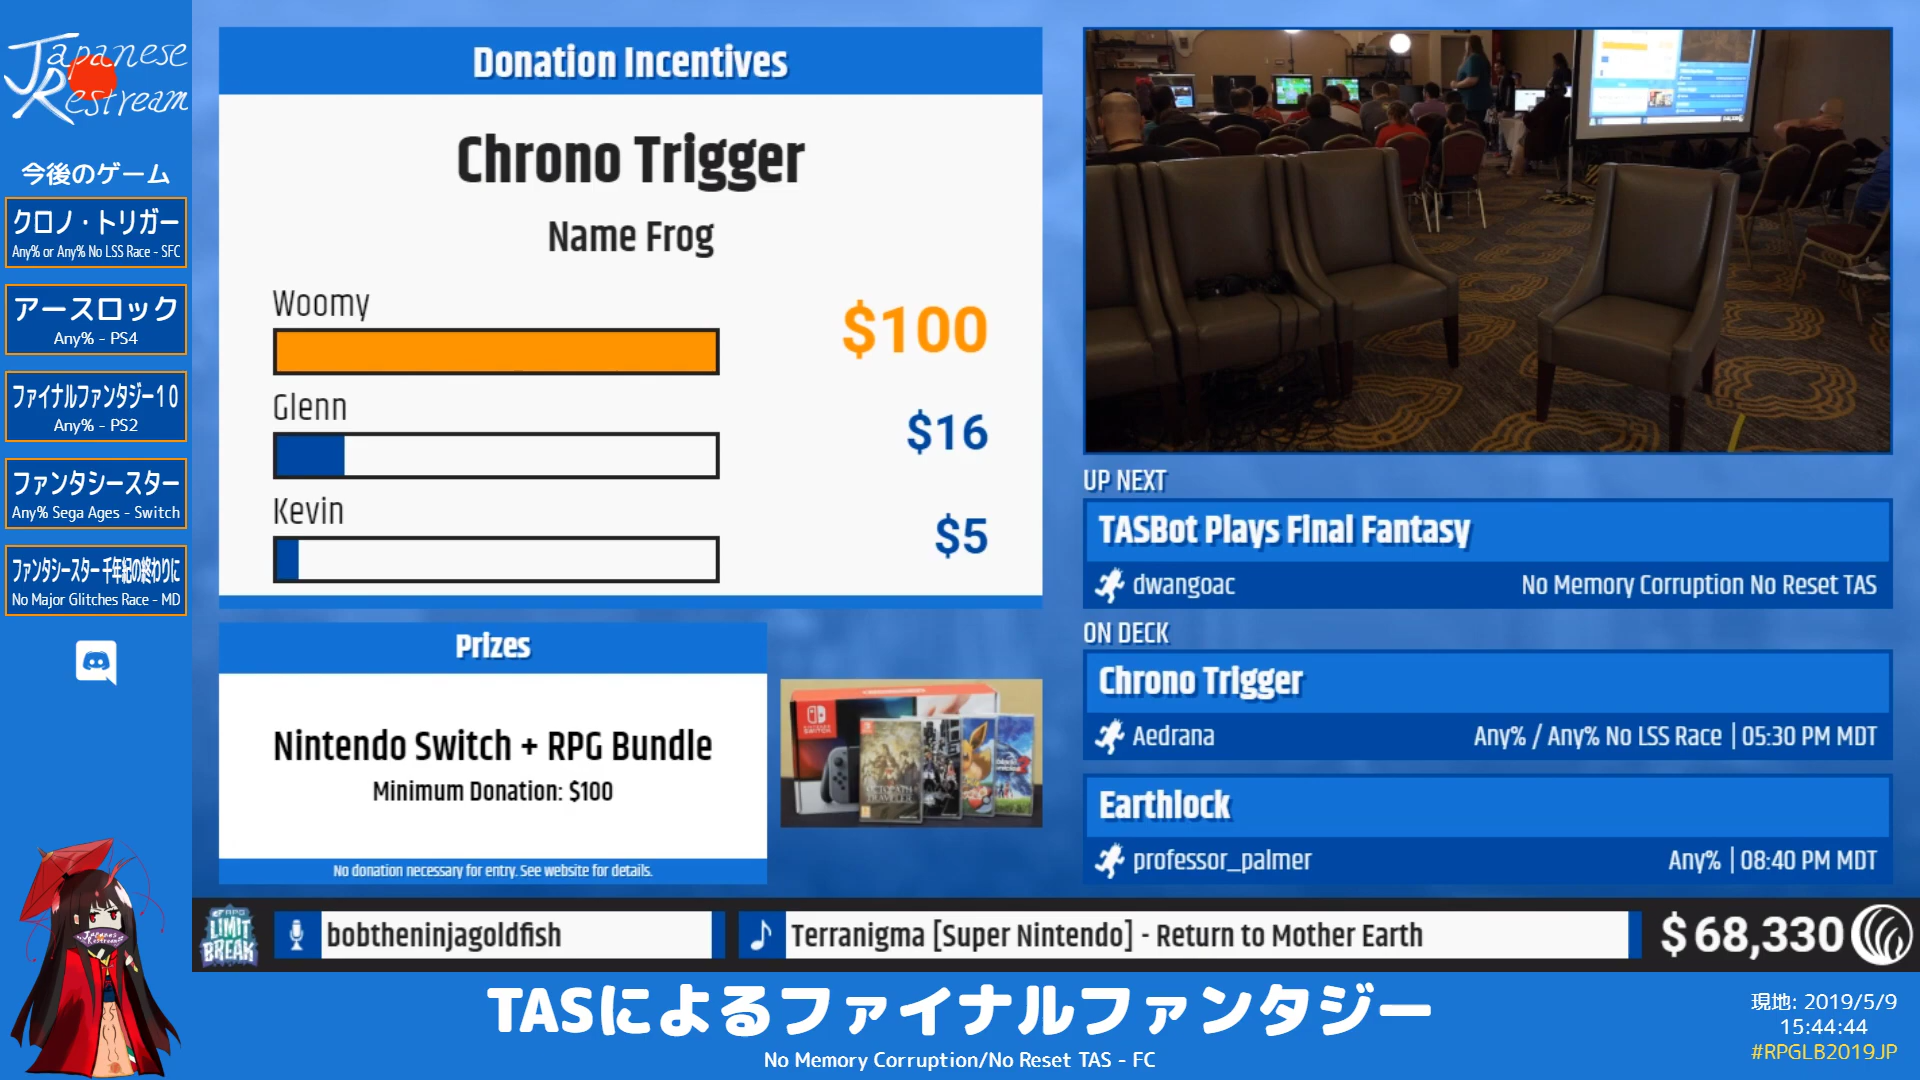 Japanese
Restream
今後のゲーム
クロノ・トリガー
Any% or Any% No LSS Race - SFC
アースロック
Any% - PS4
ファイナルファンタジー10
Any% - PS2
ファンタシースター
Any% Sega Ages - Switch
ファンタシースター 千年紀の終わりに
No Major Glitches Race - MD
Donation Incentives
Chrono Trigger
Name Frog
Woomy
$100
Glenn
$16
Kevin
$5
Prizes
Nintendo Switch + RPG Bundle
Minimum Donation: $100
No donation necessary for entry. See website for details.
NINTENDO
SWITCH
OCTOPATH
TRAVELER
UP NEXT
TASBot Plays Final Fantasy
dwangoac
No Memory Corruption No Reset TAS
ON DECK
Chrono Trigger
Aedrana
Any% / Any% No LSS Race | 05:30 PM MDT
Earthlock
professor_palmer
Any% | 08:40 PM MDT
RPG
LIMIT
BREAK
bobtheninjagoldfish
Terranigma [Super Nintendo] - Return to Mother Earth
$68,330
TASによるファイナルファンタジー
No Memory Corruption/No Reset TAS - FC
現地: 2019/5/9
15:44:44
#RPGLB2019JP